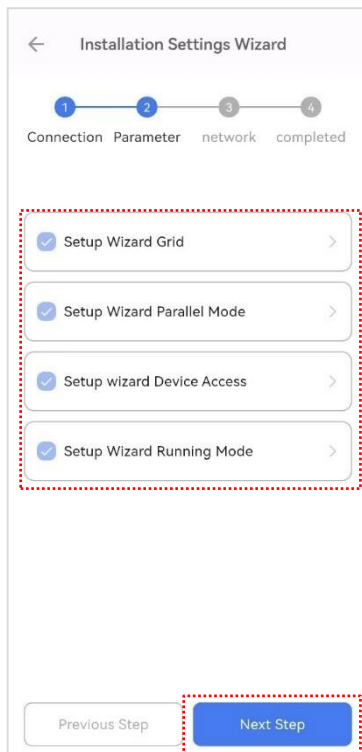 Installation Settings Wizard
1 2 3 4
Connection Parameter network completed
Setup Wizard Grid
Setup Wizard Parallel Mode
Setup wizard Device Access
Setup Wizard Running Mode
Previous Step Next Step